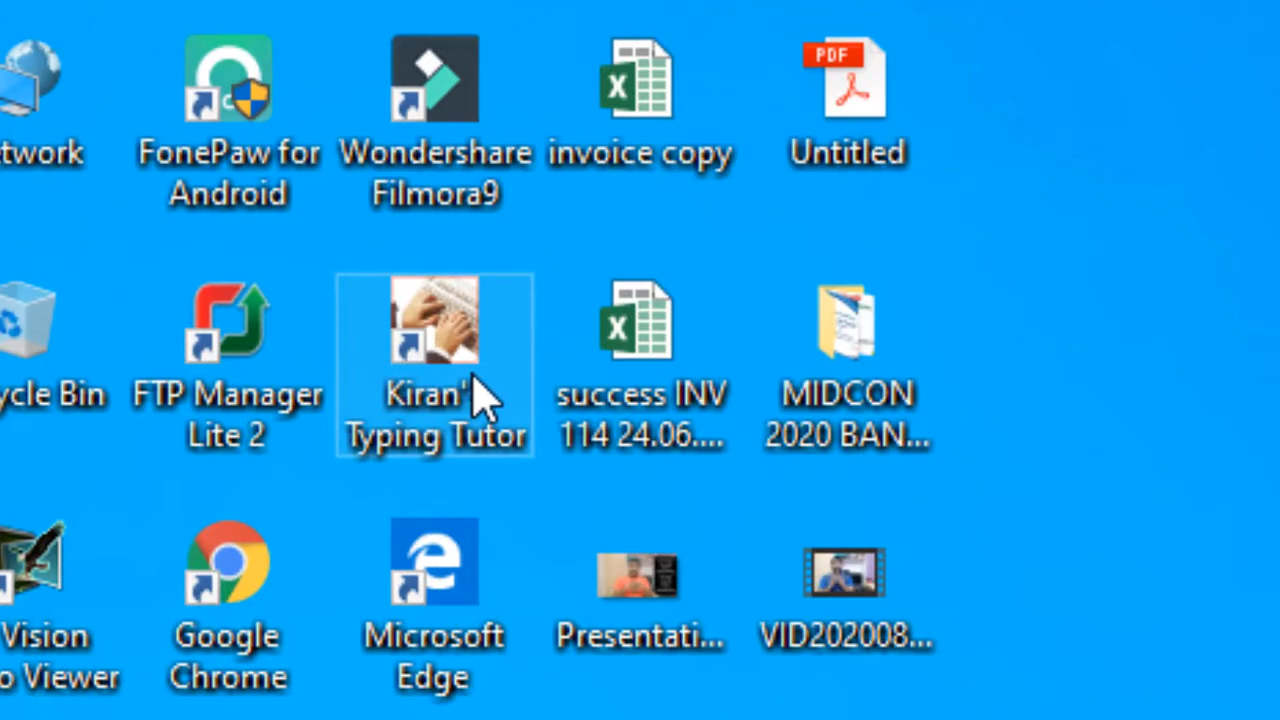 twork
FonePaw for
Android
Wondershare
Filmora9
invoice copy
PDF
Untitled
ycle Bin
FTP Manager
Lite 2
Kiran'
Typing Tutor
X
success INV
114 24.06....
MIDCON
2020 BAN...
Vision
o Viewer
Google
Chrome
Microsoft
Edge
Presentati...
VID202008...